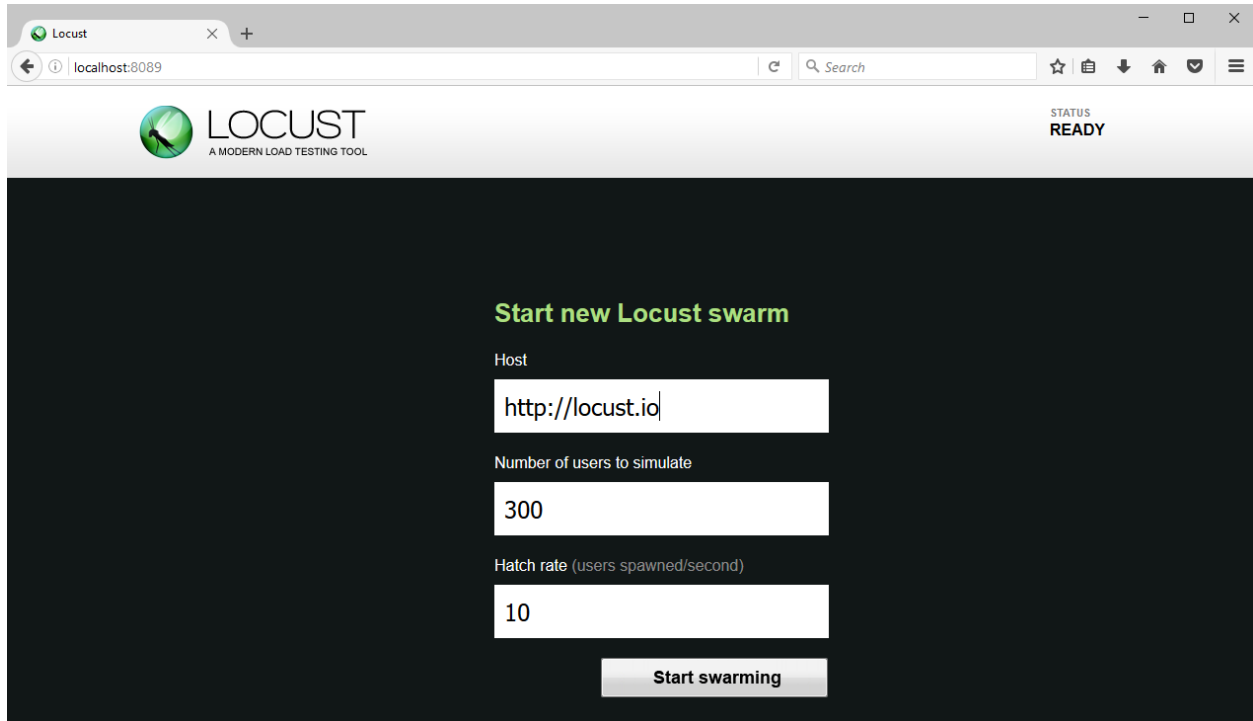 Locust
localhost:8089
Search
LOCUST
A MODERN LOAD TESTING TOOL
STATUS
READY
Start new Locust swarm
Host
http://locust.io
Number of users to simulate
300
Hatch rate (users spawned/second)
10
Start swarming